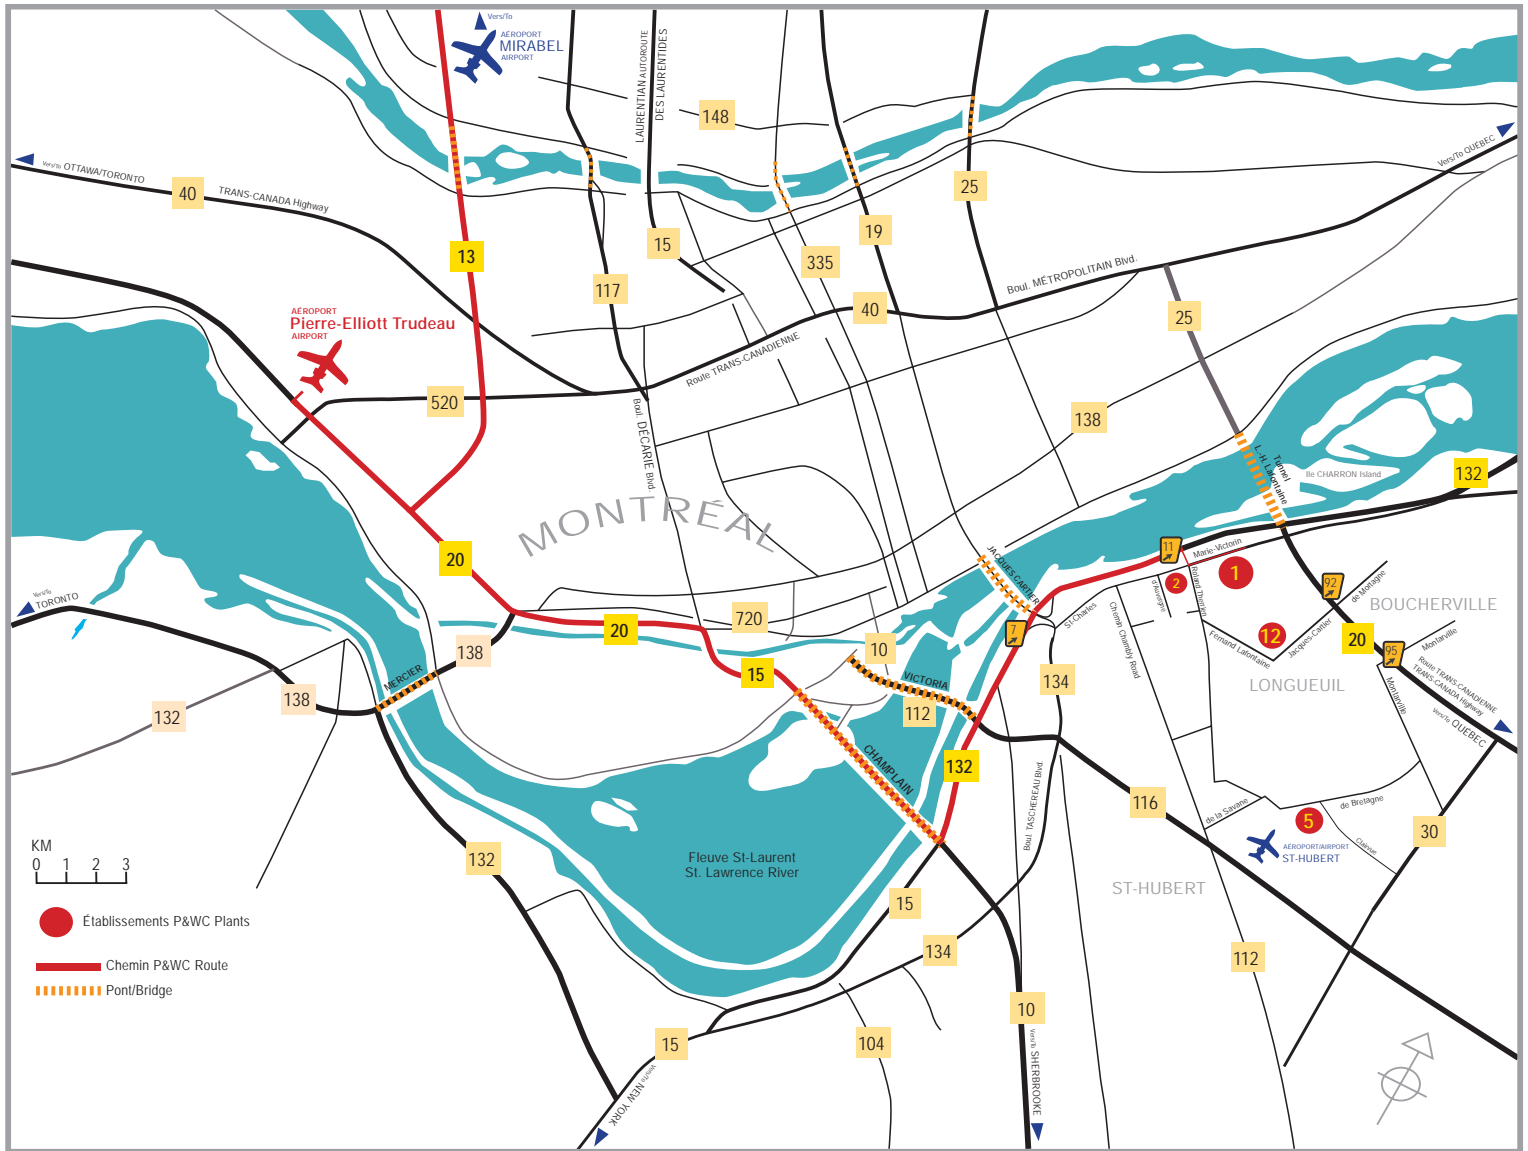 Vers/To
AÉROPORT
MIRABEL
AIRPORT
LAURENTIAN AUTOROUTE
DES LAURENTIDES
148
Vers/To QUÉBEC
Vers/To OTTAWA/TORONTO
40
TRANS-CANADA Highway
25
19
13
15
335
117
Boul. MÉTROPOLITAIN Blvd.
40
25
AÉROPORT
Pierre-Elliott Trudeau
AIRPORT
Route TRANS-CANADIENNE
520
Boul. DÉCARIE Blvd.
138
Tunnel
L.-H. Lafontaine
Ile CHARRON Island
132
MONTRÉAL
20
JACQUES CARTIER
11
Marie-Victorin
2
1
Roland Therrien
d'Auvergne
92
de Mortagne
BOUCHERVILLE
Vers/To
TORONTO
20
720
7
St-Charles
Chemin Chambly Road
Fernand Lafontaine
12
Jacques-Cartier
20
95
Montarville
138
10
MERCIER
15
VICTORIA
134
LONGUEUIL
Montarville
Route TRANS-CANADIENNE
TRANS-CANADA Highway
Vers/To QUÉBEC
132
138
112
CHAMPLAIN
132
116
Boul. TASCHEREAU Blvd.
de la Savane
de Bretagne
5
Clairevue
30
AÉROPORT/AIRPORT
ST-HUBERT
KM
0 1 2 3
132
Fleuve St-Laurent
St. Lawrence River
ST-HUBERT
15
Établissements P&WC Plants
134
112
Chemin P&WC Route
Pont/Bridge
10
15
104
Vers/To NEW YORK
Vers/To SHERBROOKE